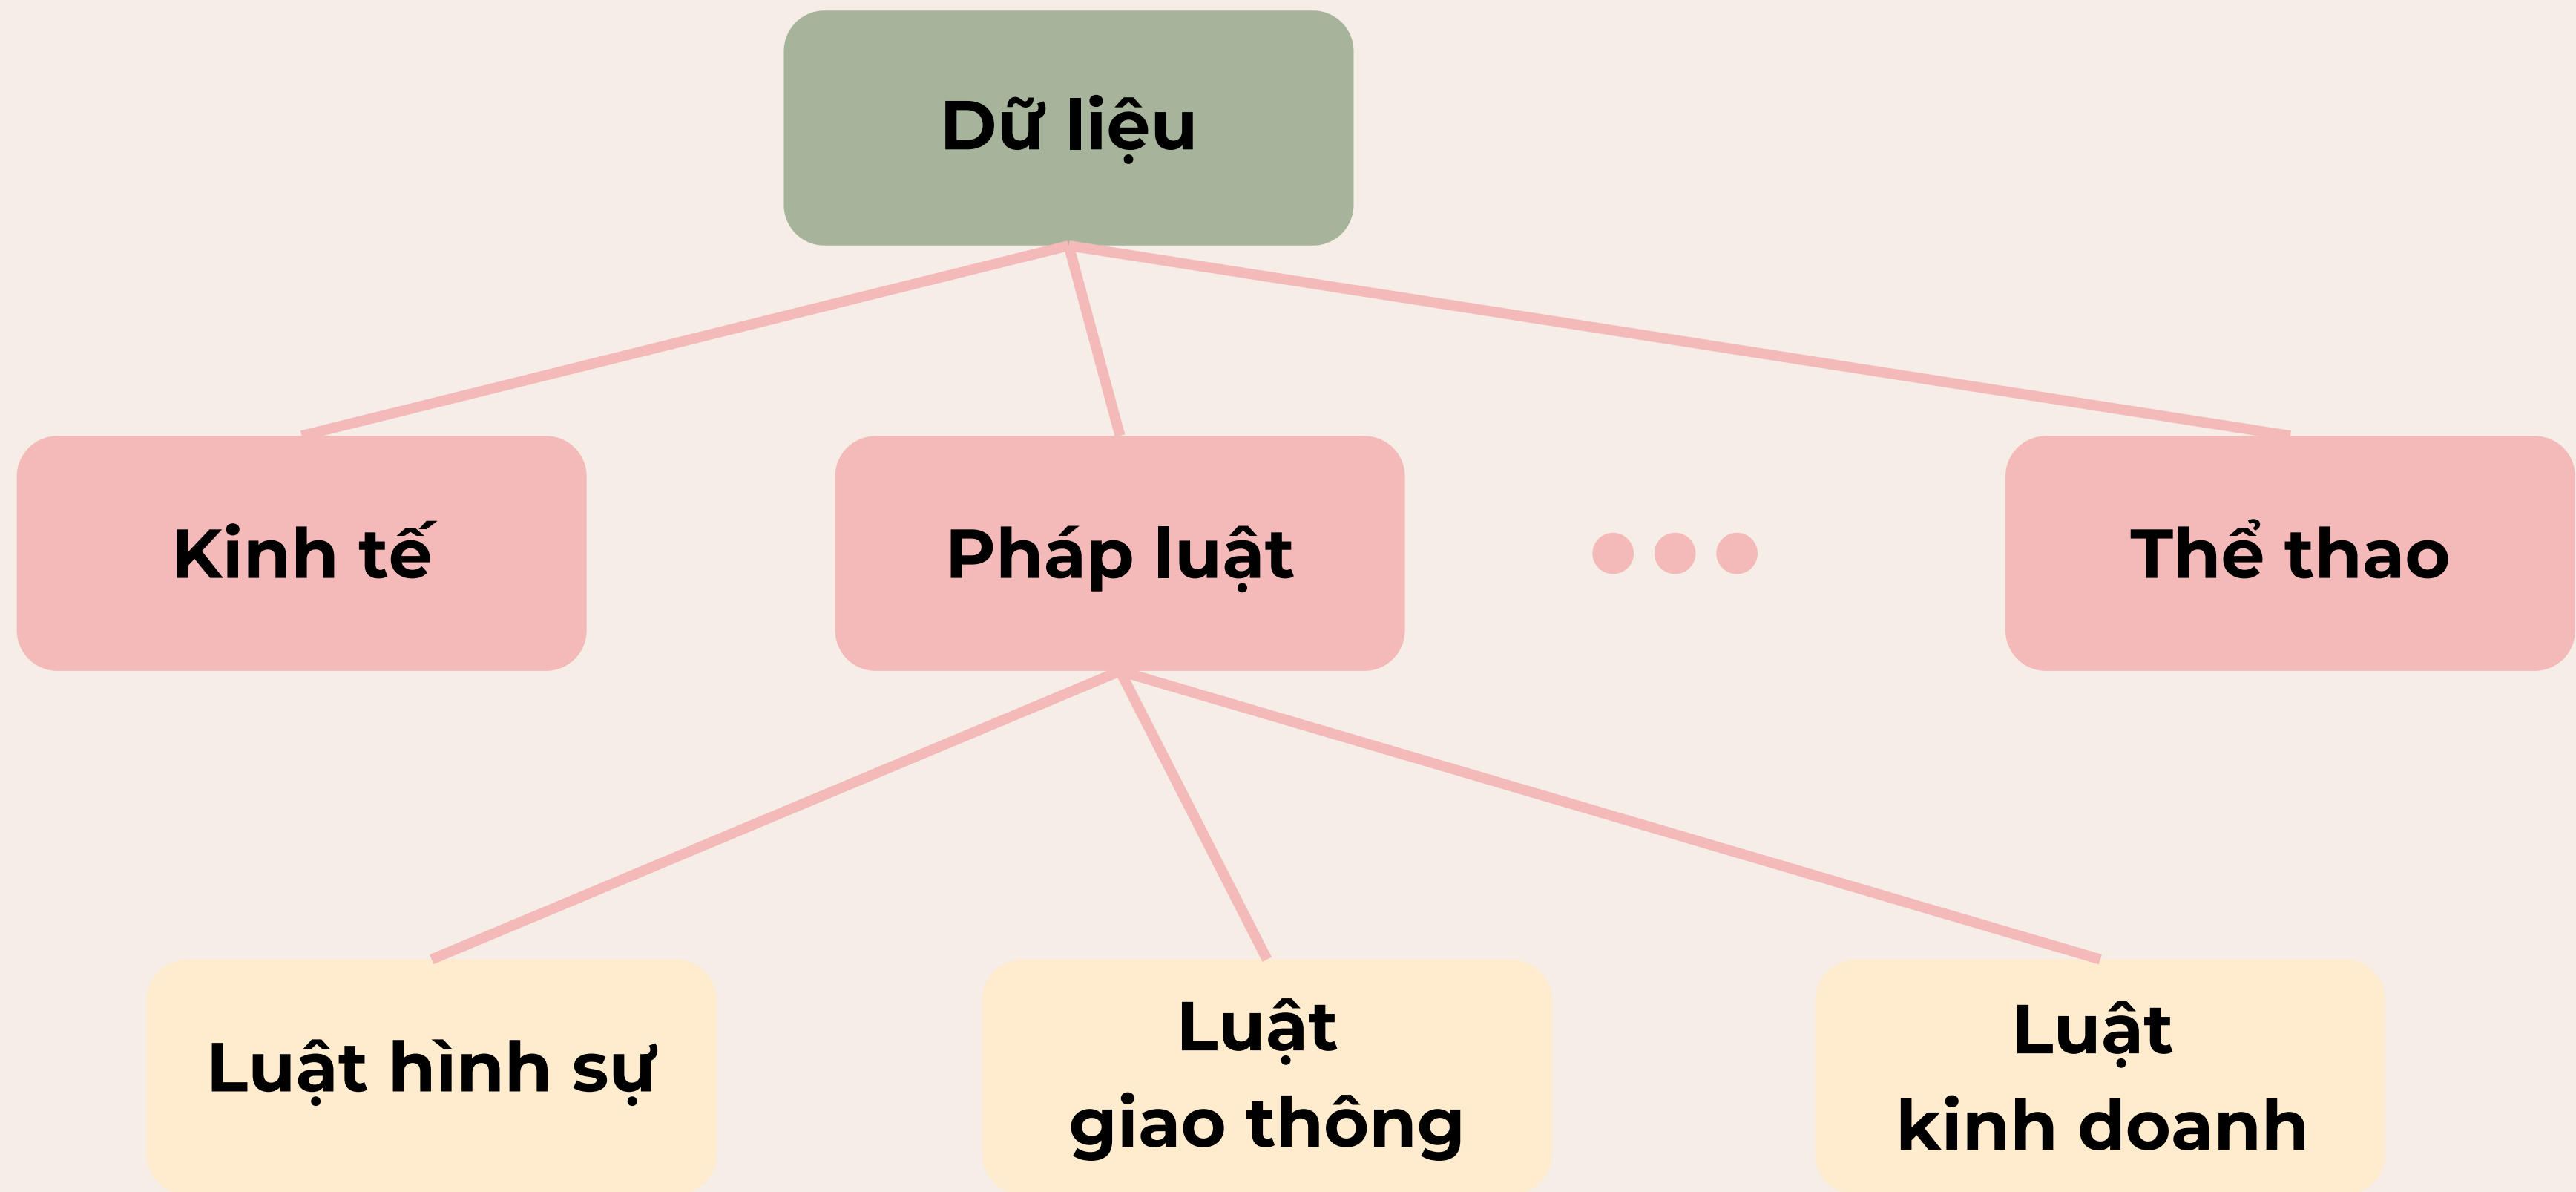 Dữ liệu
Kinh tế
Pháp luật
Thể thao
Luật hình sự
Luật
giao thông
Luật
kinh doanh